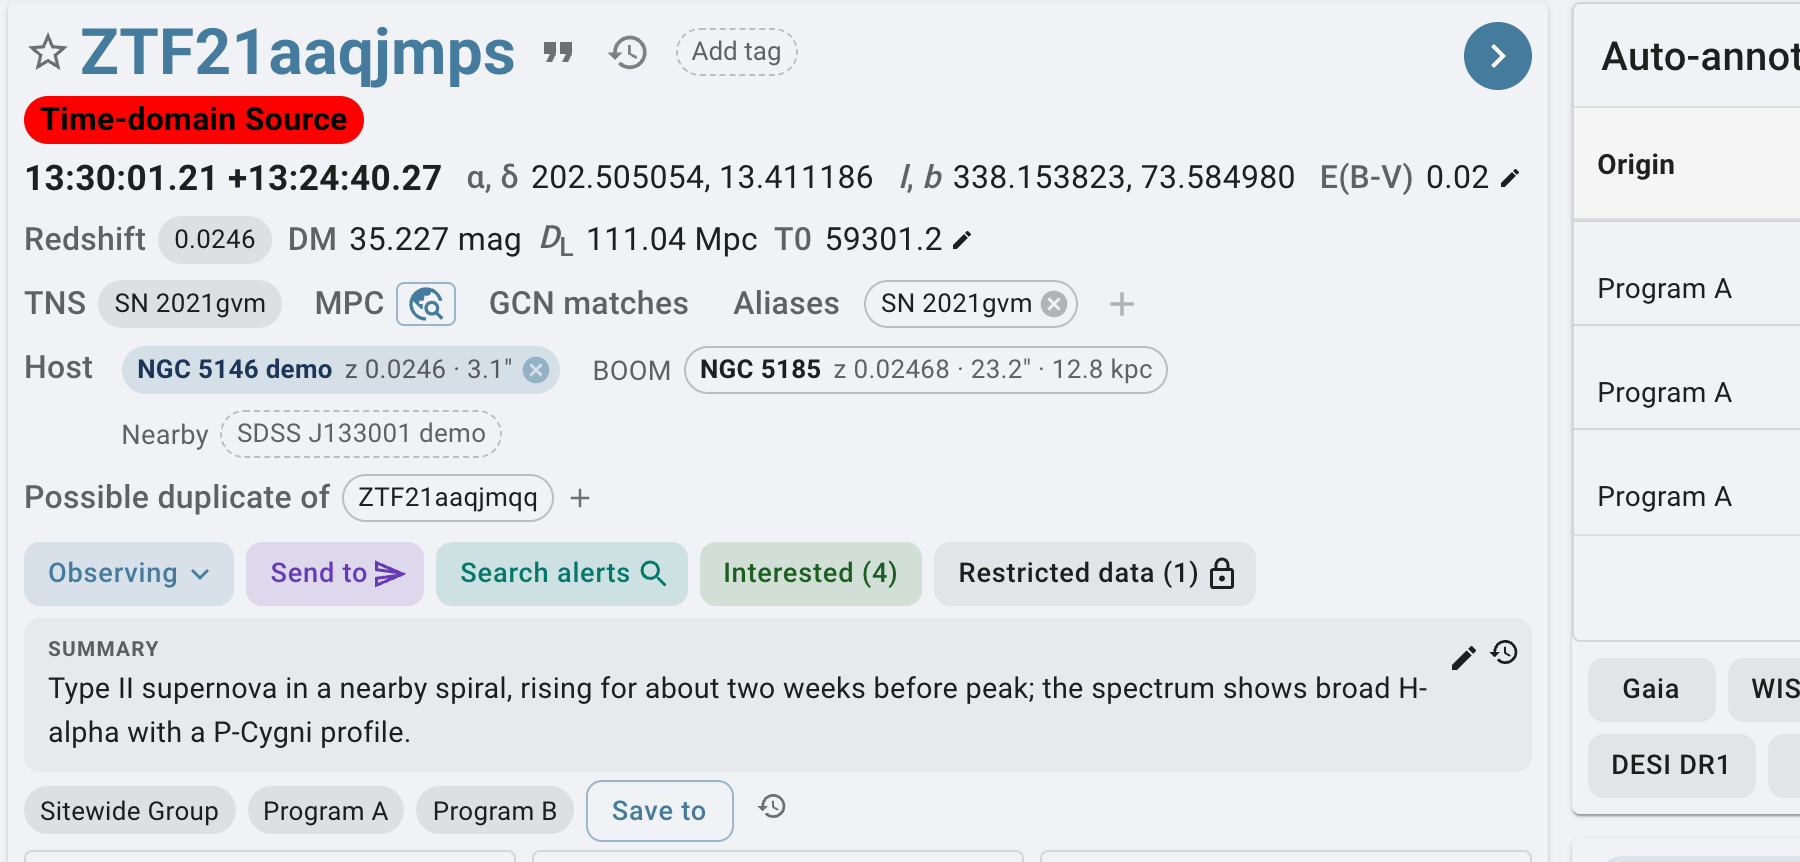 ZTF21aaqjmps Add tag
Time-domain Source
13:30:01.21 +13:24:40.27 α, δ 202.505054, 13.411186 l, b 338.153823, 73.584980 E(B-V) 0.02
Redshift 0.0246 DM 35.227 mag DL 111.04 Mpc T0 59301.2
TNS SN 2021gvm MPC GCN matches Aliases SN 2021gvm
Host NGC 5146 demo z 0.0246 · 3.1" BOOM NGC 5185 z 0.02468 · 23.2" · 12.8 kpc
Nearby SDSS J133001 demo
Possible duplicate of ZTF21aaqjmqq +
Observing Send to Search alerts Interested (4) Restricted data (1)
SUMMARY
Type II supernova in a nearby spiral, rising for about two weeks before peak; the spectrum shows broad H-
alpha with a P-Cygni profile.
Sitewide Group Program A Program B Save to
Auto-annot
Origin
Program A
Program A
Program A
Gaia WIS
DESI DR1